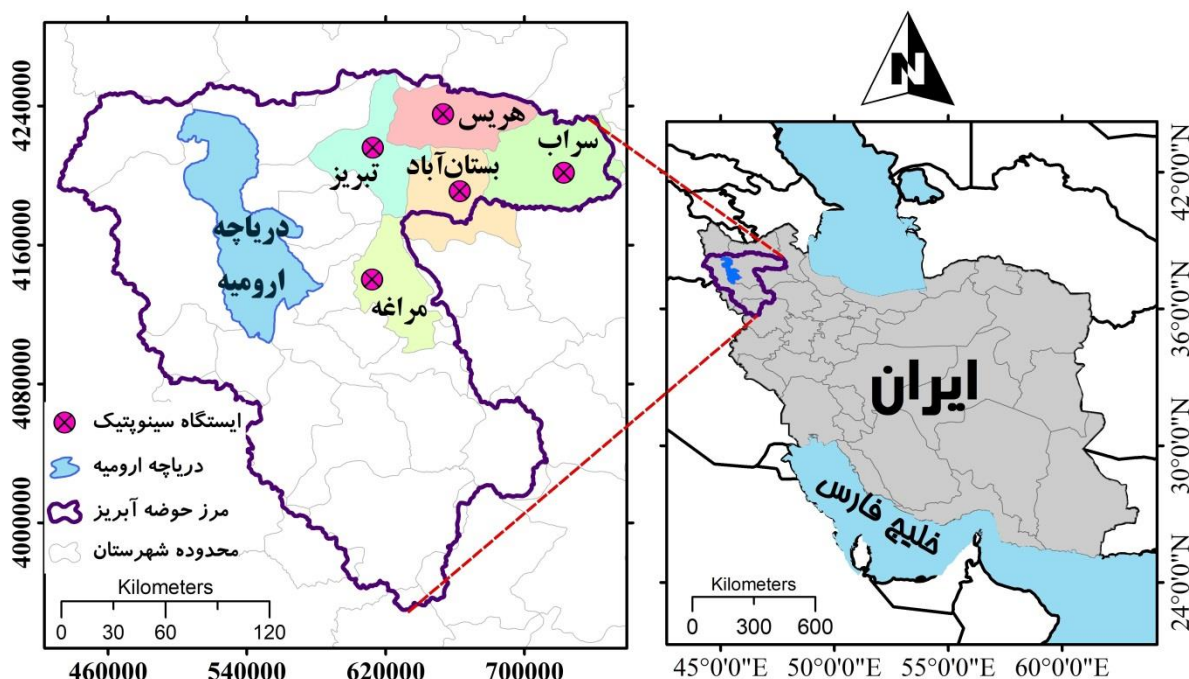 N
4240000
4160000
4080000
4000000
460000
540000
620000
700000
هریس
سراب
تبریز
بستان‌آباد
مراغه
دریاچه
ارومیه
ایستگاه سینوپتیک
دریاچه ارومیه
مرز حوضه آبریز
محدوده شهرستان
Kilometers
0 30 60 120
ایران
خلیج فارس
Kilometers
0 300 600
42°0'0"N
36°0'0"N
30°0'0"N
24°0'0"N
45°0'0"E
50°0'0"E
55°0'0"E
60°0'0"E